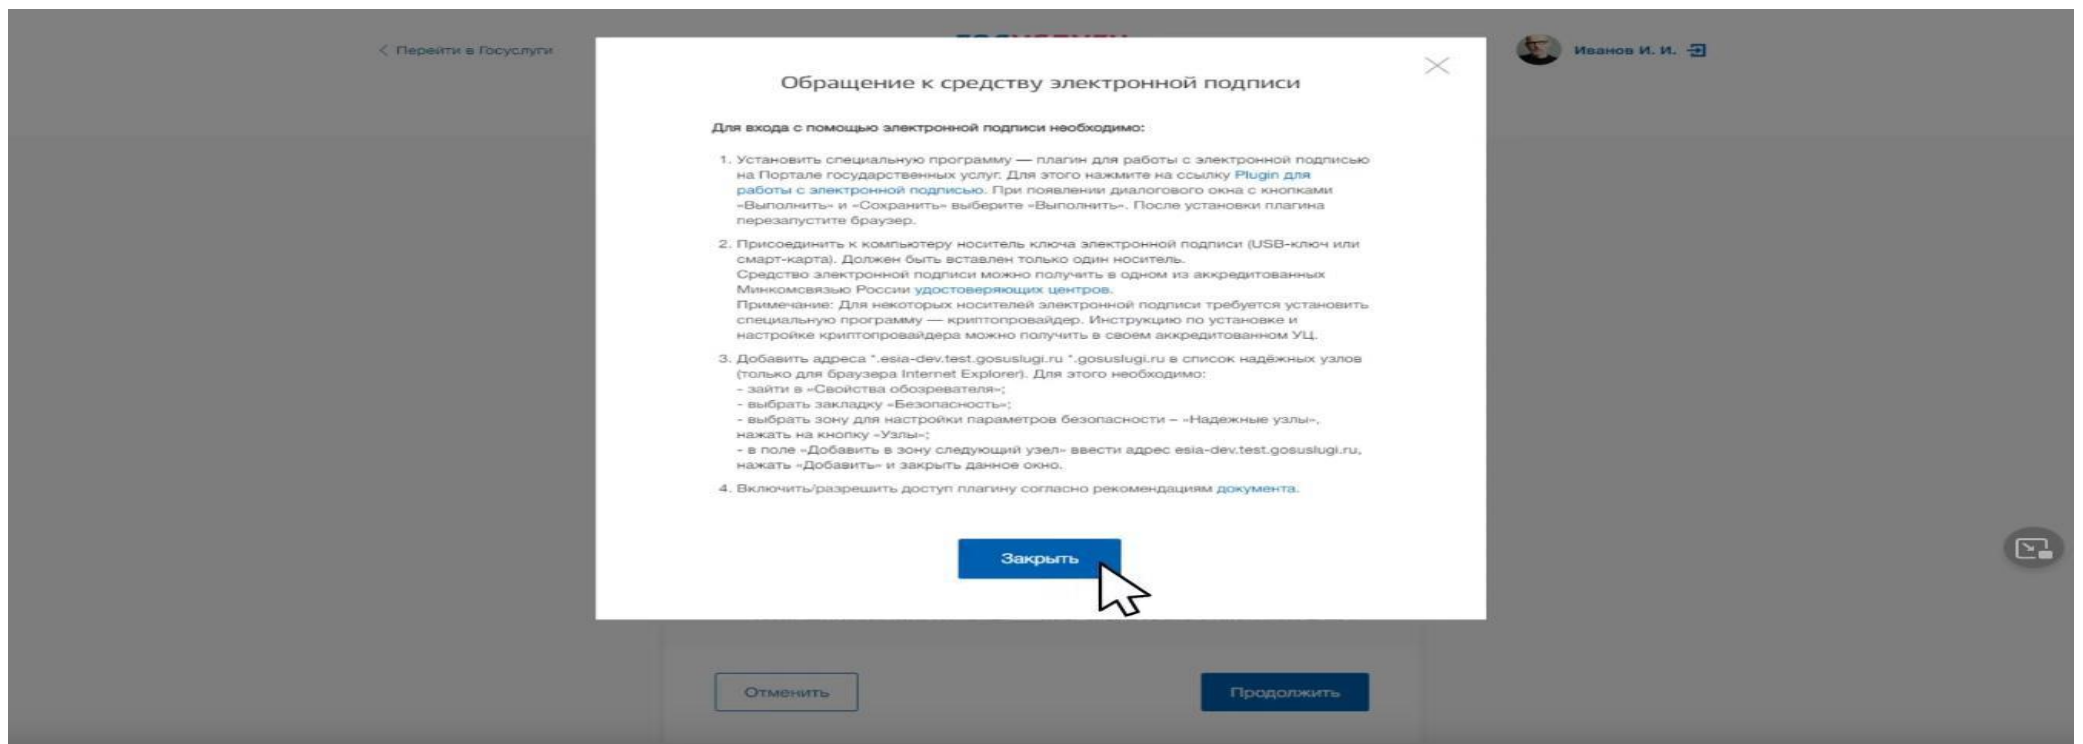 Перейти в Госуслуги
Иванов И. И.
Обращение к средству электронной подписи
Для входа с помощью электронной подписи необходимо:
1. Установить специальную программу — плагин для работы с электронной подписью
на Портале государственных услуг. Для этого нажмите на ссылку Plugin для
работы с электронной подписью. При появлении диалогового окна с кнопками
«Выполнить» и «Сохранить» выберите «Выполнить». После установки плагина
перезапустите браузер.
2. Присоединить к компьютеру носитель ключа электронной подписи (USB-ключ или
смарт-карта). Должен быть вставлен только один носитель.
Средство электронной подписи можно получить в одном из аккредитованных
Минкомсвязью России удостоверяющих центров.
Примечание: Для некоторых носителей электронной подписи требуется установить
специальную программу — криптопровайдер. Инструкцию по установке и
настройке криптопровайдера можно получить в своем аккредитованном УЦ.
3. Добавить адреса *.esia-dev.test.gosuslugi.ru *.gosuslugi.ru в список надёжных узлов
(только для браузера Internet Explorer). Для этого необходимо:
- зайти в «Свойства обозревателя»;
- выбрать закладку «Безопасность»;
- выбрать зону для настройки параметров безопасности – «Надежные узлы»,
нажать на кнопку «Узлы»;
- в поле «Добавить в зону следующий узел» ввести адрес esia-dev.test.gosuslugi.ru,
нажать «Добавить» и закрыть данное окно.
4. Включить/разрешить доступ плагину согласно рекомендациям документа.
Закрыть
Отменить
Продолжить